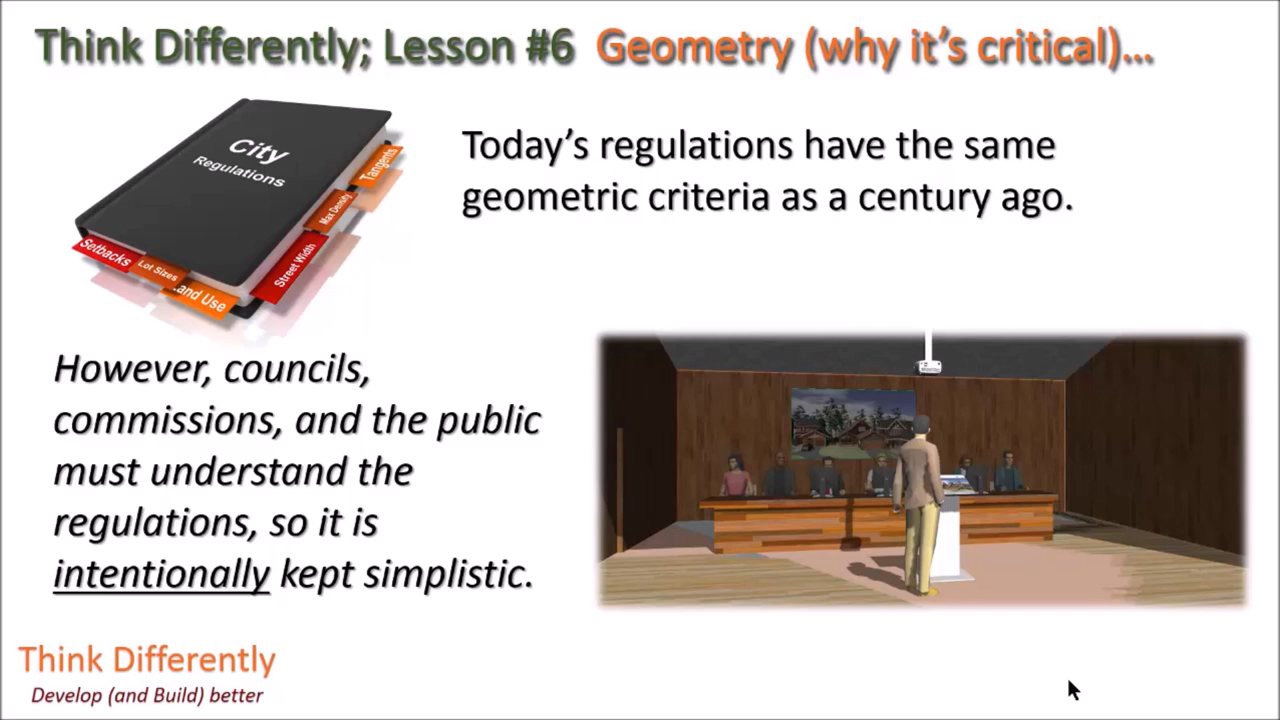 Think Differently; Lesson #6 Geometry (why it's critical)...
City
Regulations
Tangents
Max Density
Street Width
Setbacks
Lot Sizes
and Use
Today's regulations have the same
geometric criteria as a century ago.
However, councils,
commissions, and the public
must understand the
regulations, so it is
intentionally kept simplistic.
Think Differently
Develop (and Build) better